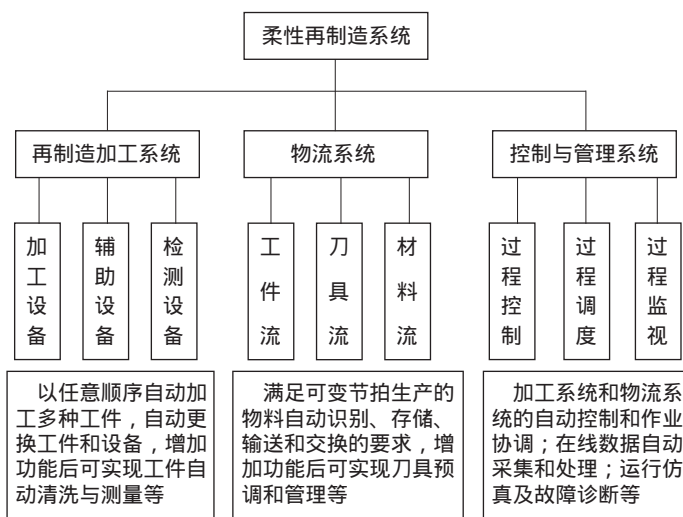 柔性再制造系统
再制造加工系统
物流系统
控制与管理系统
加工设备
辅助设备
检测设备
工件流
刀具流
材料流
过程控制
过程调度
过程监视
以任意顺序自动加
工多种工件，自动更
换工件和设备，增加
功能后可实现工件自
动清洗与测量等
满足可变节拍生产的
物料自动识别、存储、
输送和交换的要求，增
加功能后可实现刀具预
调和管理等
加工系统和物流系
统的自动控制和作业
协调；在线数据自动
采集和处理；运行仿
真及故障诊断等